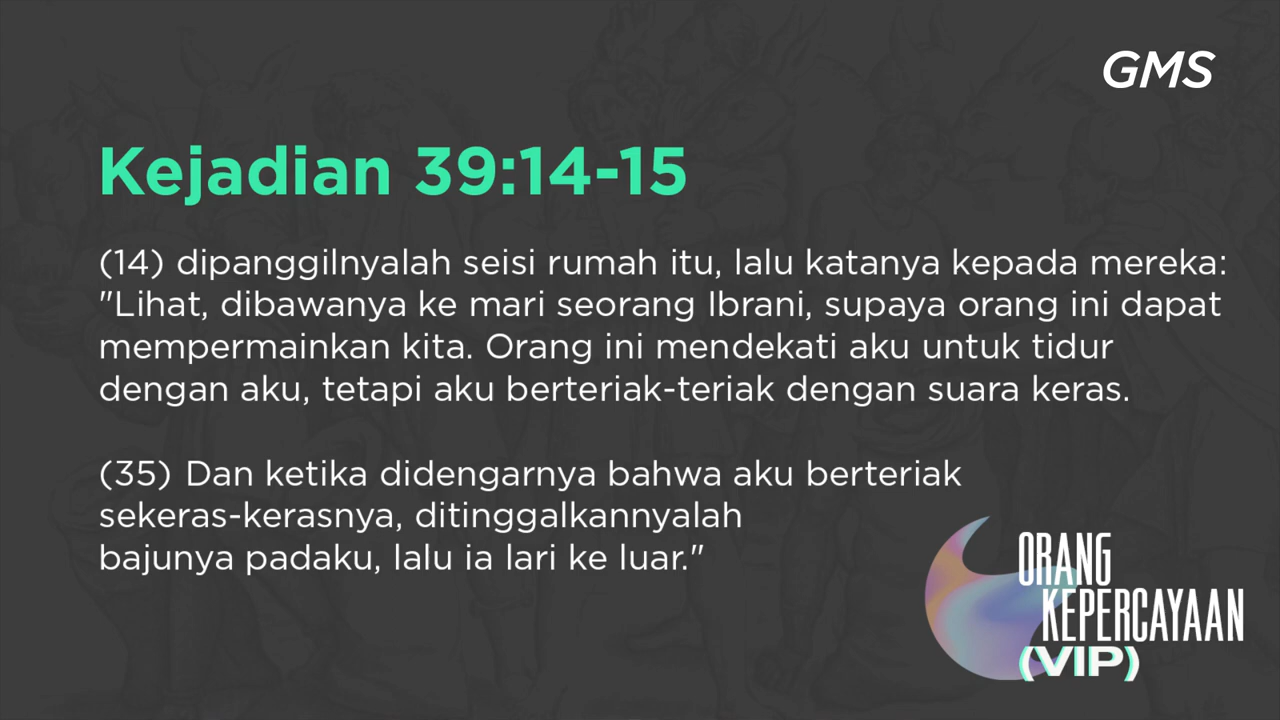 GMS
Kejadian 39:14-15
(14) dipanggilnyalah seisi rumah itu, lalu katanya kepada mereka:
"Lihat, dibawanya ke mari seorang Ibrani, supaya orang ini dapat
mempermainkan kita. Orang ini mendekati aku untuk tidur
dengan aku, tetapi aku berteriak-teriak dengan suara keras.
(35) Dan ketika didengarnya bahwa aku berteriak
sekeras-kerasnya, ditinggalkannyalah
bajunya padaku, lalu ia lari ke luar."
ORANG
KEPERCAYAAN
(VIP)